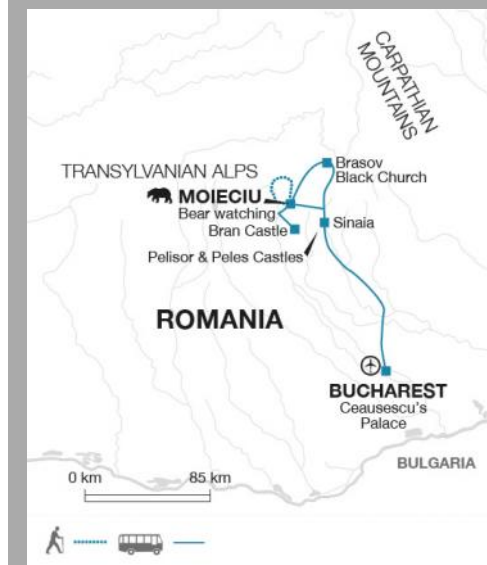 CARPATHIAN
MOUNTAINS
TRANSYLVANIAN ALPS
Brasov
Black Church
MOIECIU
Bear watching
Bran Castle
Sinaia
Pelisor & Peles Castles
ROMANIA
BUCHAREST
Ceausescu's
Palace
BULGARIA
0 km
85 km